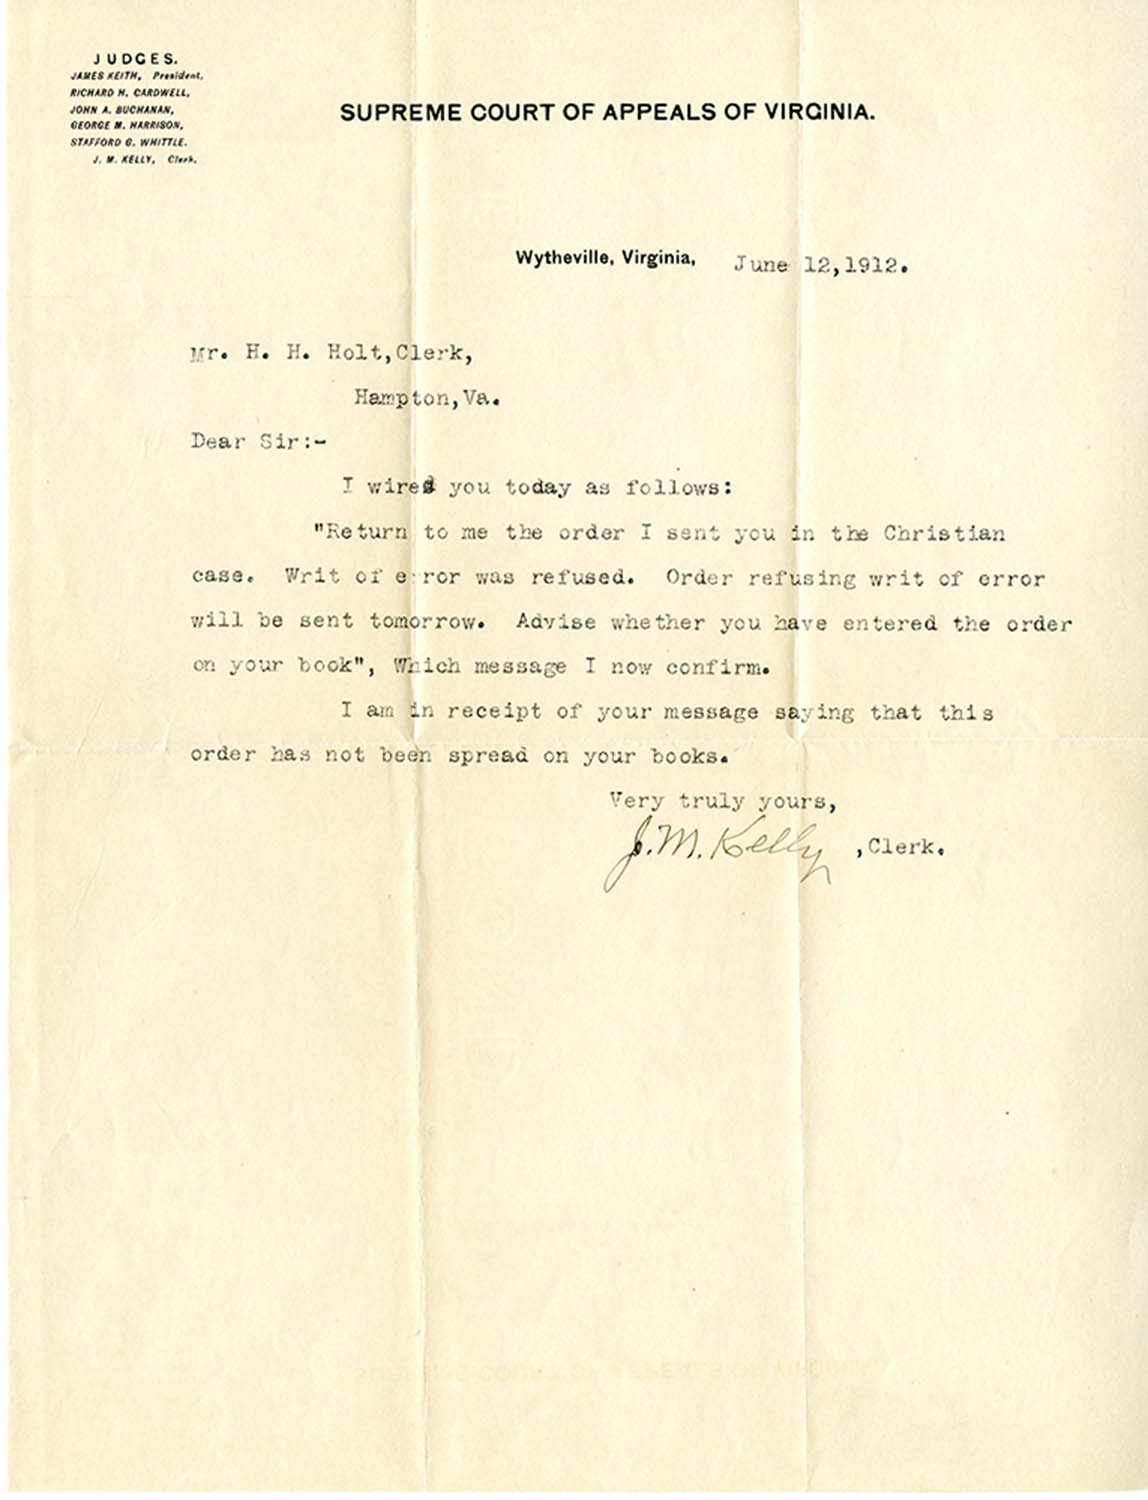 JUDGES.
JAMES KEITH, President,
RICHARD H. CARDWELL,
JOHN A. BUCHANAN,
GEORGE M. HARRISON,
STAFFORD G. WHITTLE.
J. M. KELLY, Clerk.
SUPREME COURT OF APPEALS OF VIRGINIA.
Wytheville, Virginia, June 12,1912.
Mr. H. H. Holt,Clerk,
Hampton,Va.
Dear Sir:-
I wired you today as follows:
"Return to me the order I sent you in the Christian
case. Writ of error was refused. Order refusing writ of error
will be sent tomorrow. Advise whether you have entered the order
on your book", Which message I now confirm.
I am in receipt of your message saying that this
order has not been spread on your books.
Very truly yours,
J. M. Kelly ,Clerk.